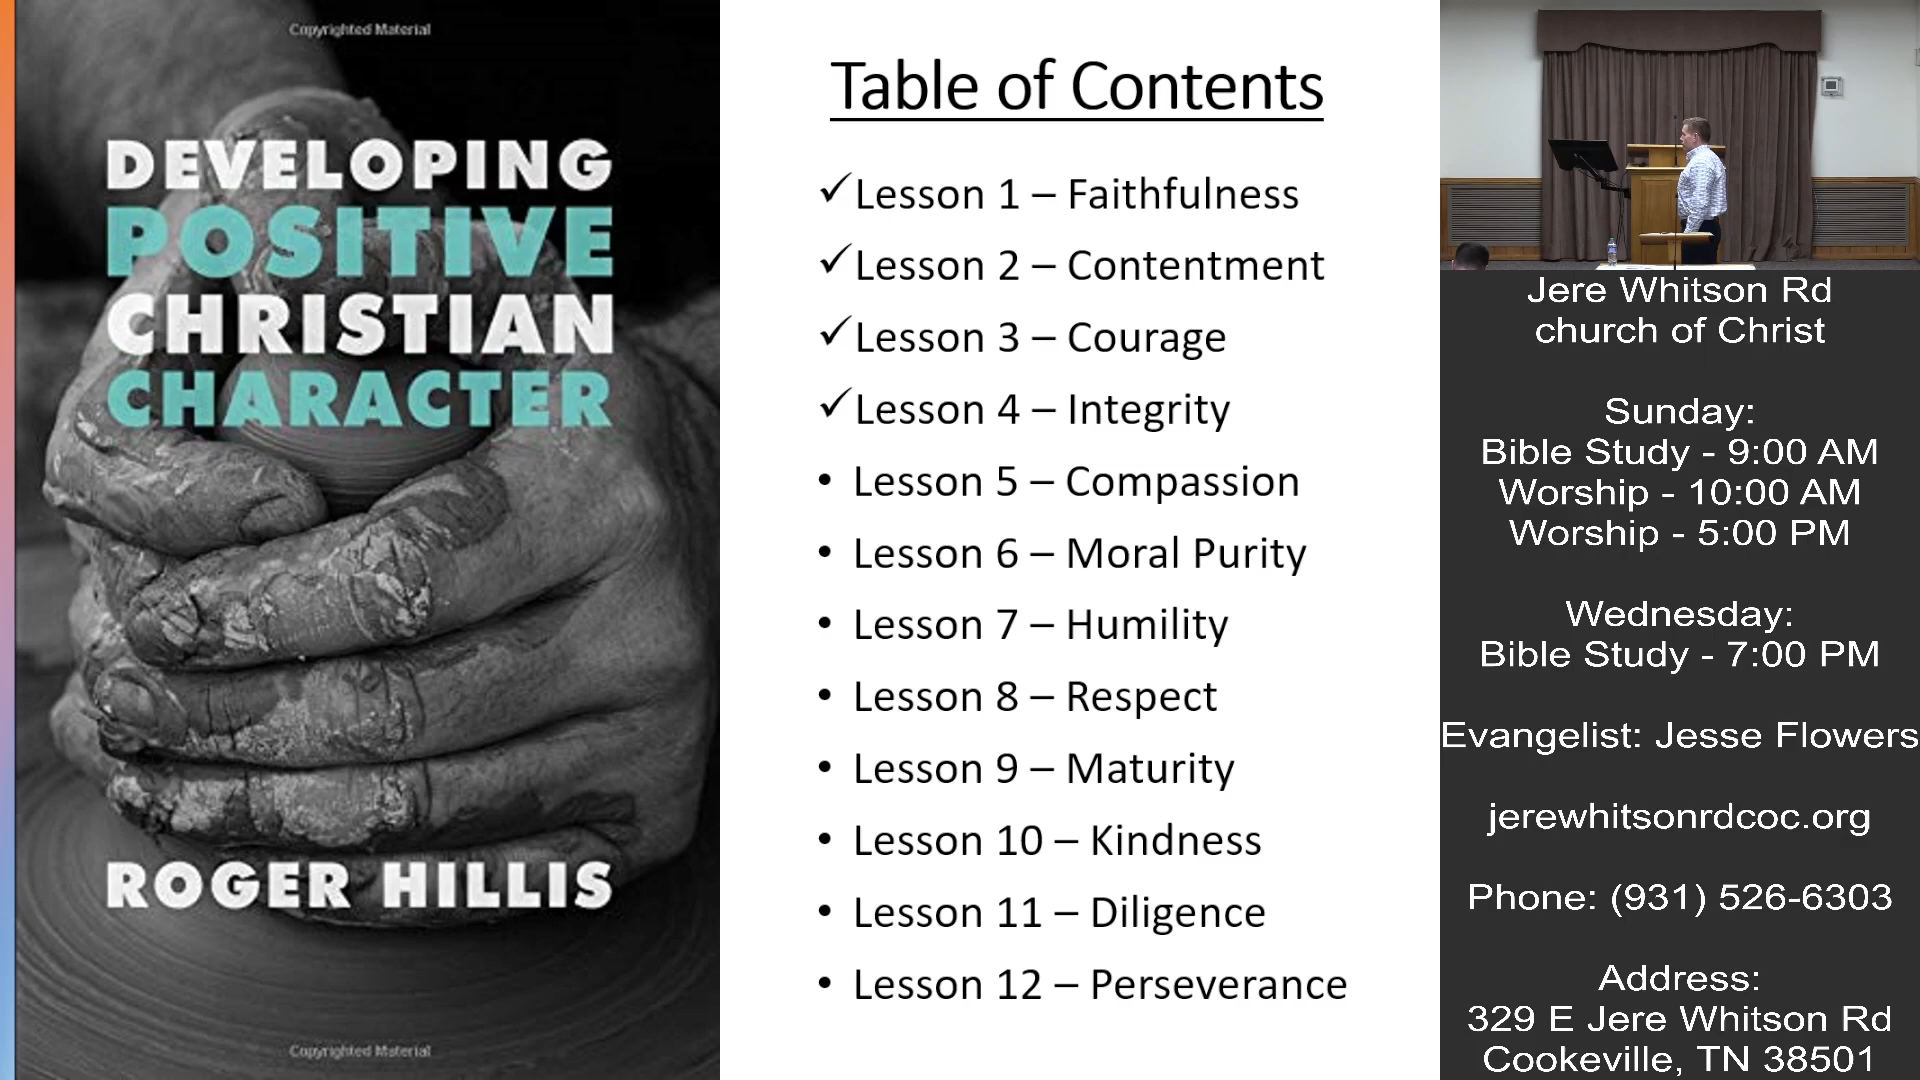 Copyrighted Material
DEVELOPING
POSITIVE
CHRISTIAN
CHARACTER
ROGER HILLIS
Copyrighted Material
Table of Contents
✓Lesson 1 – Faithfulness
✓Lesson 2 – Contentment
✓Lesson 3 – Courage
✓Lesson 4 – Integrity
• Lesson 5 – Compassion
• Lesson 6 – Moral Purity
• Lesson 7 – Humility
• Lesson 8 – Respect
• Lesson 9 – Maturity
• Lesson 10 – Kindness
• Lesson 11 – Diligence
• Lesson 12 – Perseverance
Jere Whitson Rd
church of Christ
Sunday:
Bible Study - 9:00 AM
Worship - 10:00 AM
Worship - 5:00 PM
Wednesday:
Bible Study - 7:00 PM
Evangelist: Jesse Flowers
jerewhitsonrdcoc.org
Phone: (931) 526-6303
Address:
329 E Jere Whitson Rd
Cookeville, TN 38501